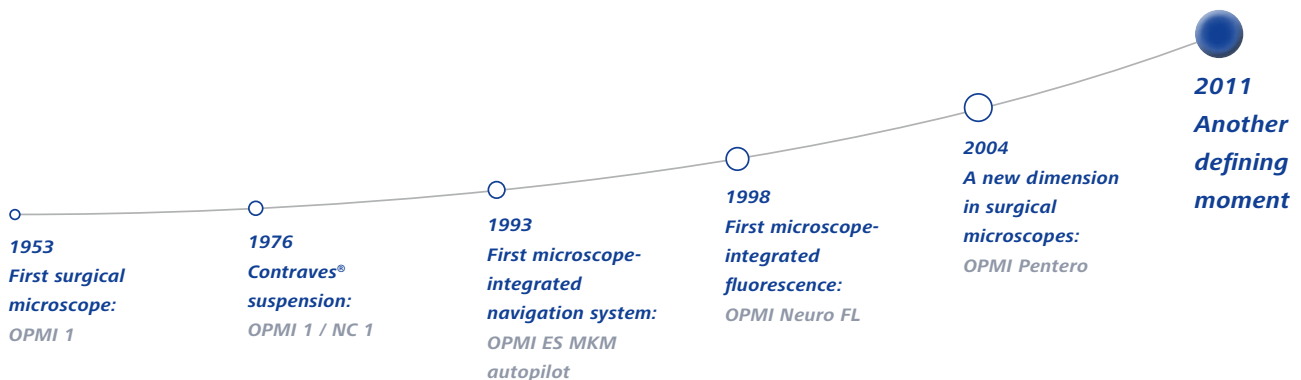 1953
First surgical
microscope:
OPMI 1
1976
Contraves®
suspension:
OPMI 1 / NC 1
1993
First microscope-
integrated
navigation system:
OPMI ES MKM
autopilot
1998
First microscope-
integrated
fluorescence:
OPMI Neuro FL
2004
A new dimension
in surgical
microscopes:
OPMI Pentero
2011
Another
defining
moment